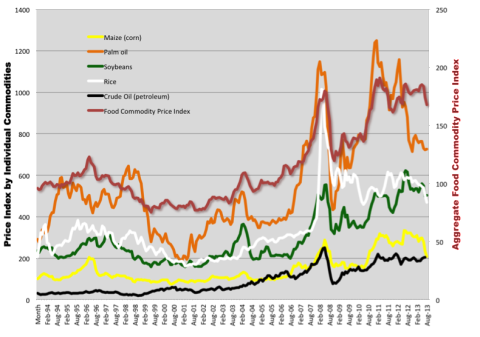 1400
1200
1000
800
600
400
200
0
Price Index by Individual Commodities
250
200
150
100
50
0
Aggregate Food Commodity Price Index
Maize (corn)
Palm oil
Soybeans
Rice
Crude Oil (petroleum)
Food Commodity Price Index
Month
Feb-94
Aug-94
Feb-95
Aug-95
Feb-96
Aug-96
Feb-97
Aug-97
Feb-98
Aug-98
Feb-99
Aug-99
Feb-00
Aug-00
Feb-01
Aug-01
Feb-02
Aug-02
Feb-03
Aug-03
Feb-04
Aug-04
Feb-05
Aug-05
Feb-06
Aug-06
Feb-07
Aug-07
Feb-08
Aug-08
Feb-09
Aug-09
Feb-10
Aug-10
Feb-11
Aug-11
Feb-12
Aug-12
Feb-13
Aug-13